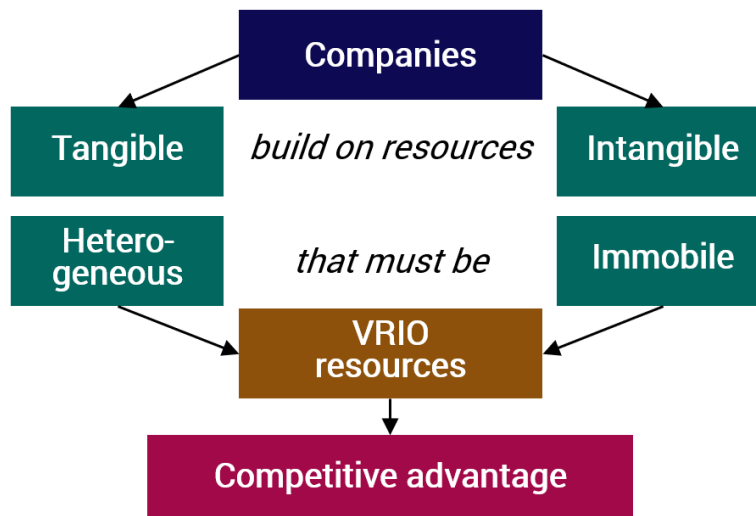 Companies
Tangible
build on resources
Intangible
Hetero-
geneous
that must be
Immobile
VRIO
resources
Competitive advantage